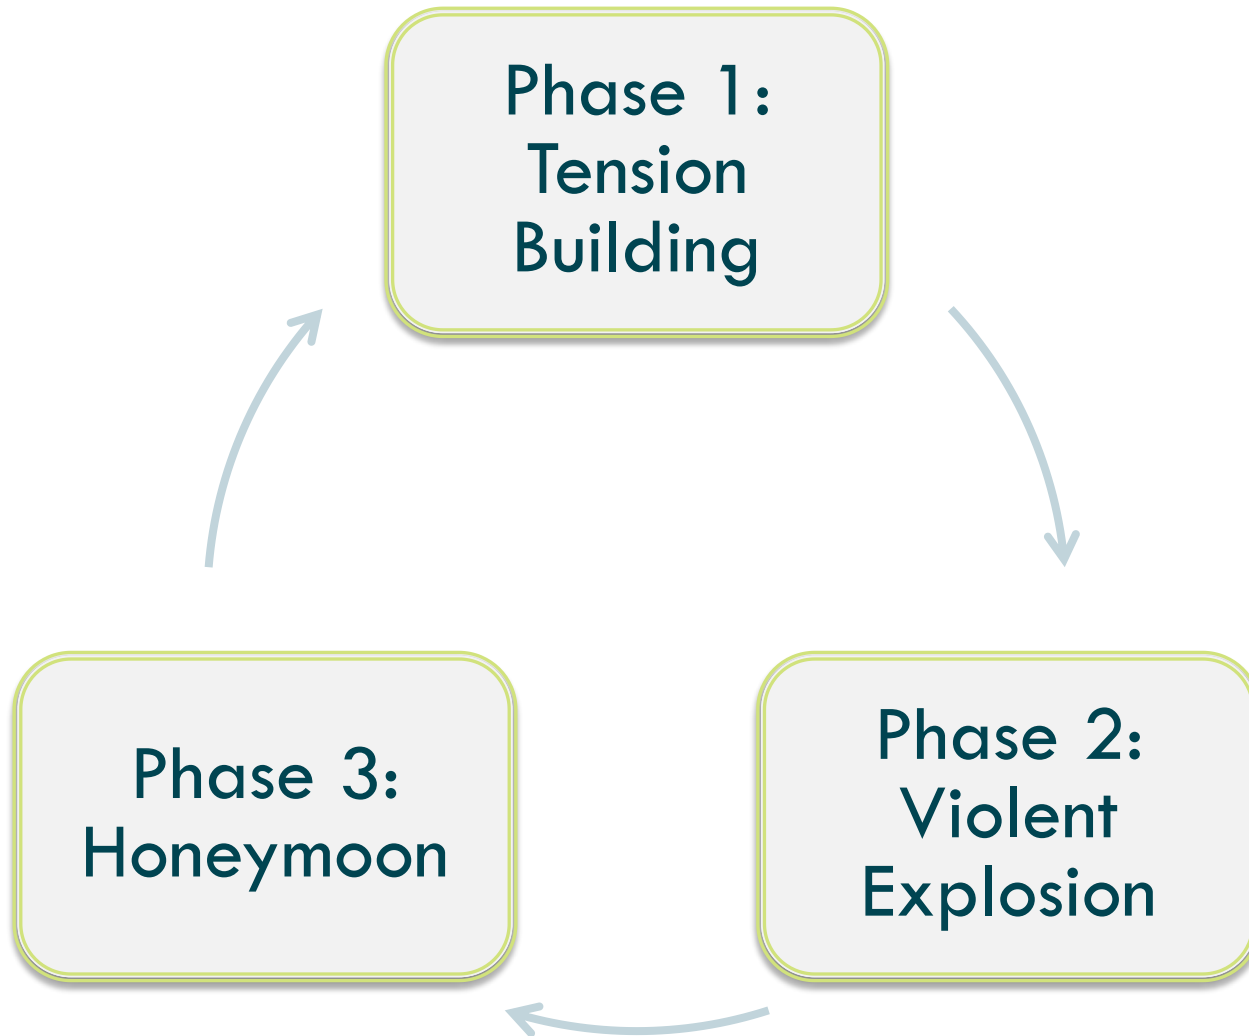 Phase 1:
Tension
Building
Phase 3:
Honeymoon
Phase 2:
Violent
Explosion